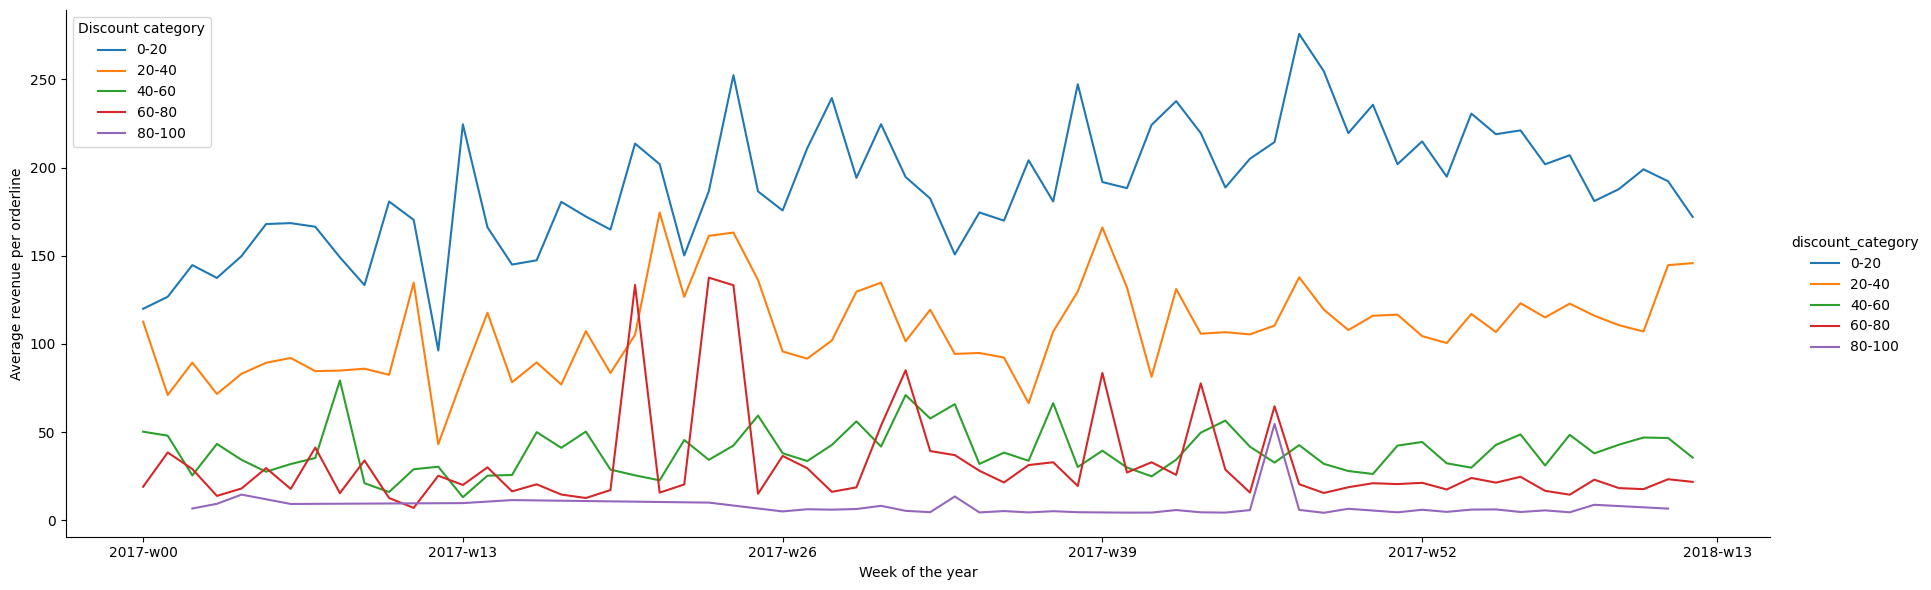 Discount category
0-20
20-40
40-60
60-80
80-100
Average revenue per orderline
250
200
150
100
50
0
discount_category
0-20
20-40
40-60
60-80
80-100
2017-w00
2017-w13
2017-w26
2017-w39
2017-w52
2018-w13
Week of the year